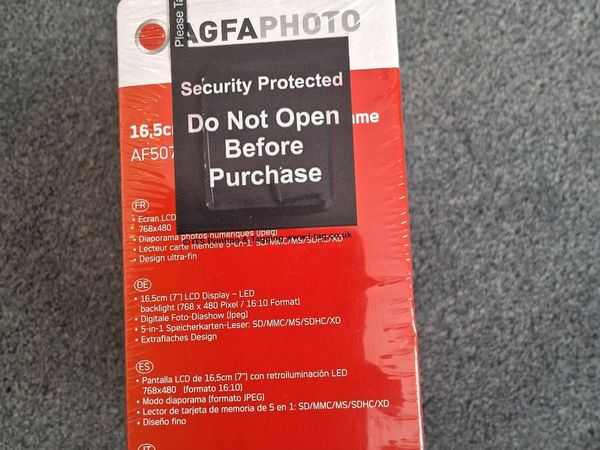 AGFAPHOTO
Please Ta
Security Protected
Do Not Open
Before
Purchase
16,5c
AF507
FR
• Ecran LCD
768x480
• Diaporama photos numériques (Jpeg)
• Lecteur carte mémoire 5-en-1: SD/MMC/MS/SDHC/XD
• Design ultra-fin
DE
• 16,5cm (7") LCD Display – LED
backlight (768 x 480 Pixel / 16:10 Format)
• Digitale Foto-Diashow (Jpeg)
• 5-in-1 Speicherkarten-Leser: SD/MMC/MS/SDHC/XD
• Extraflaches Design
ES
• Pantalla LCD de 16,5cm (7") con retroiluminación LED
768x480 (formato 16:10)
• Modo diaporama (formato JPEG)
• Lector de tarjeta de memoria de 5 en 1: SD/MMC/MS/SDHC/XD
• Diseño fino
IT